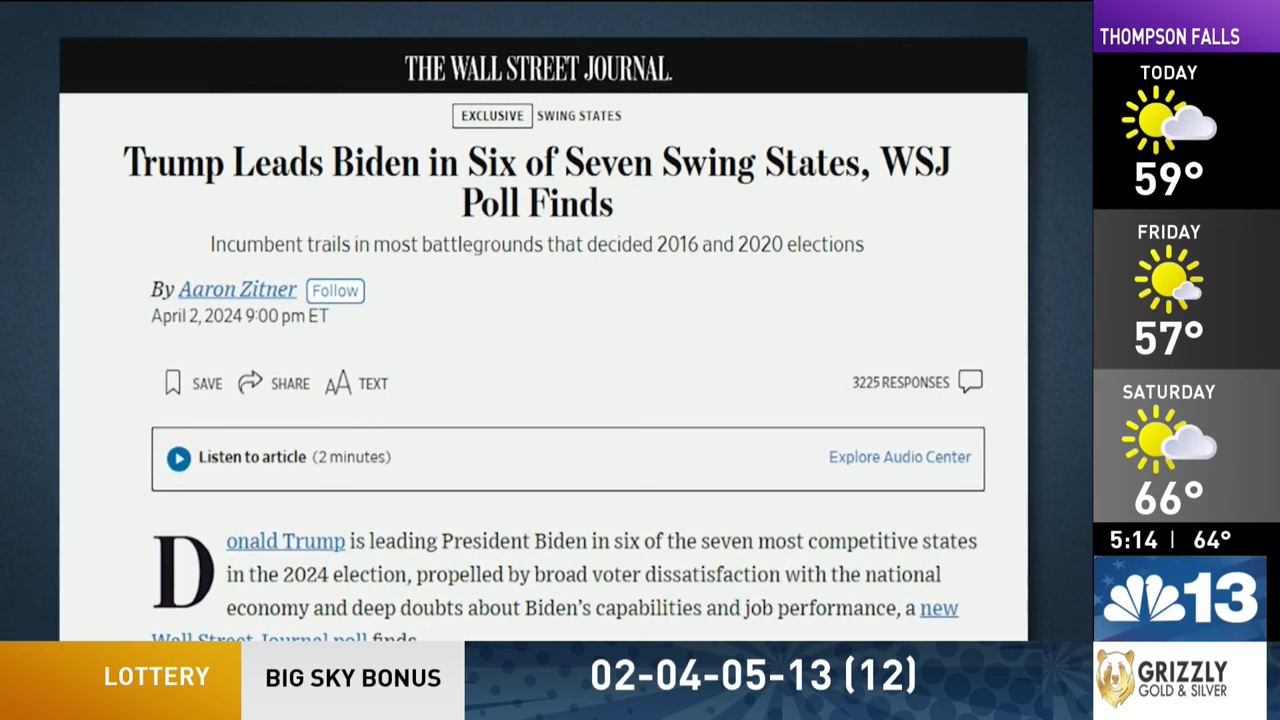 THE WALL STREET JOURNAL.
EXCLUSIVE SWING STATES
Trump Leads Biden in Six of Seven Swing States, WSJ
Poll Finds
Incumbent trails in most battlegrounds that decided 2016 and 2020 elections
By Aaron Zitner Follow
April 2, 2024 9:00 pm ET
SAVE SHARE AA TEXT
3225 RESPONSES
Listen to article (2 minutes)
Explore Audio Center
Donald Trump is leading President Biden in six of the seven most competitive states
in the 2024 election, propelled by broad voter dissatisfaction with the national
economy and deep doubts about Biden's capabilities and job performance, a new
Wall Street Journal poll finds.
THOMPSON FALLS
TODAY
59°
FRIDAY
57°
SATURDAY
66°
5:14 | 64°
13
GRIZZLY
GOLD & SILVER
LOTTERY
BIG SKY BONUS
02-04-05-13 (12)